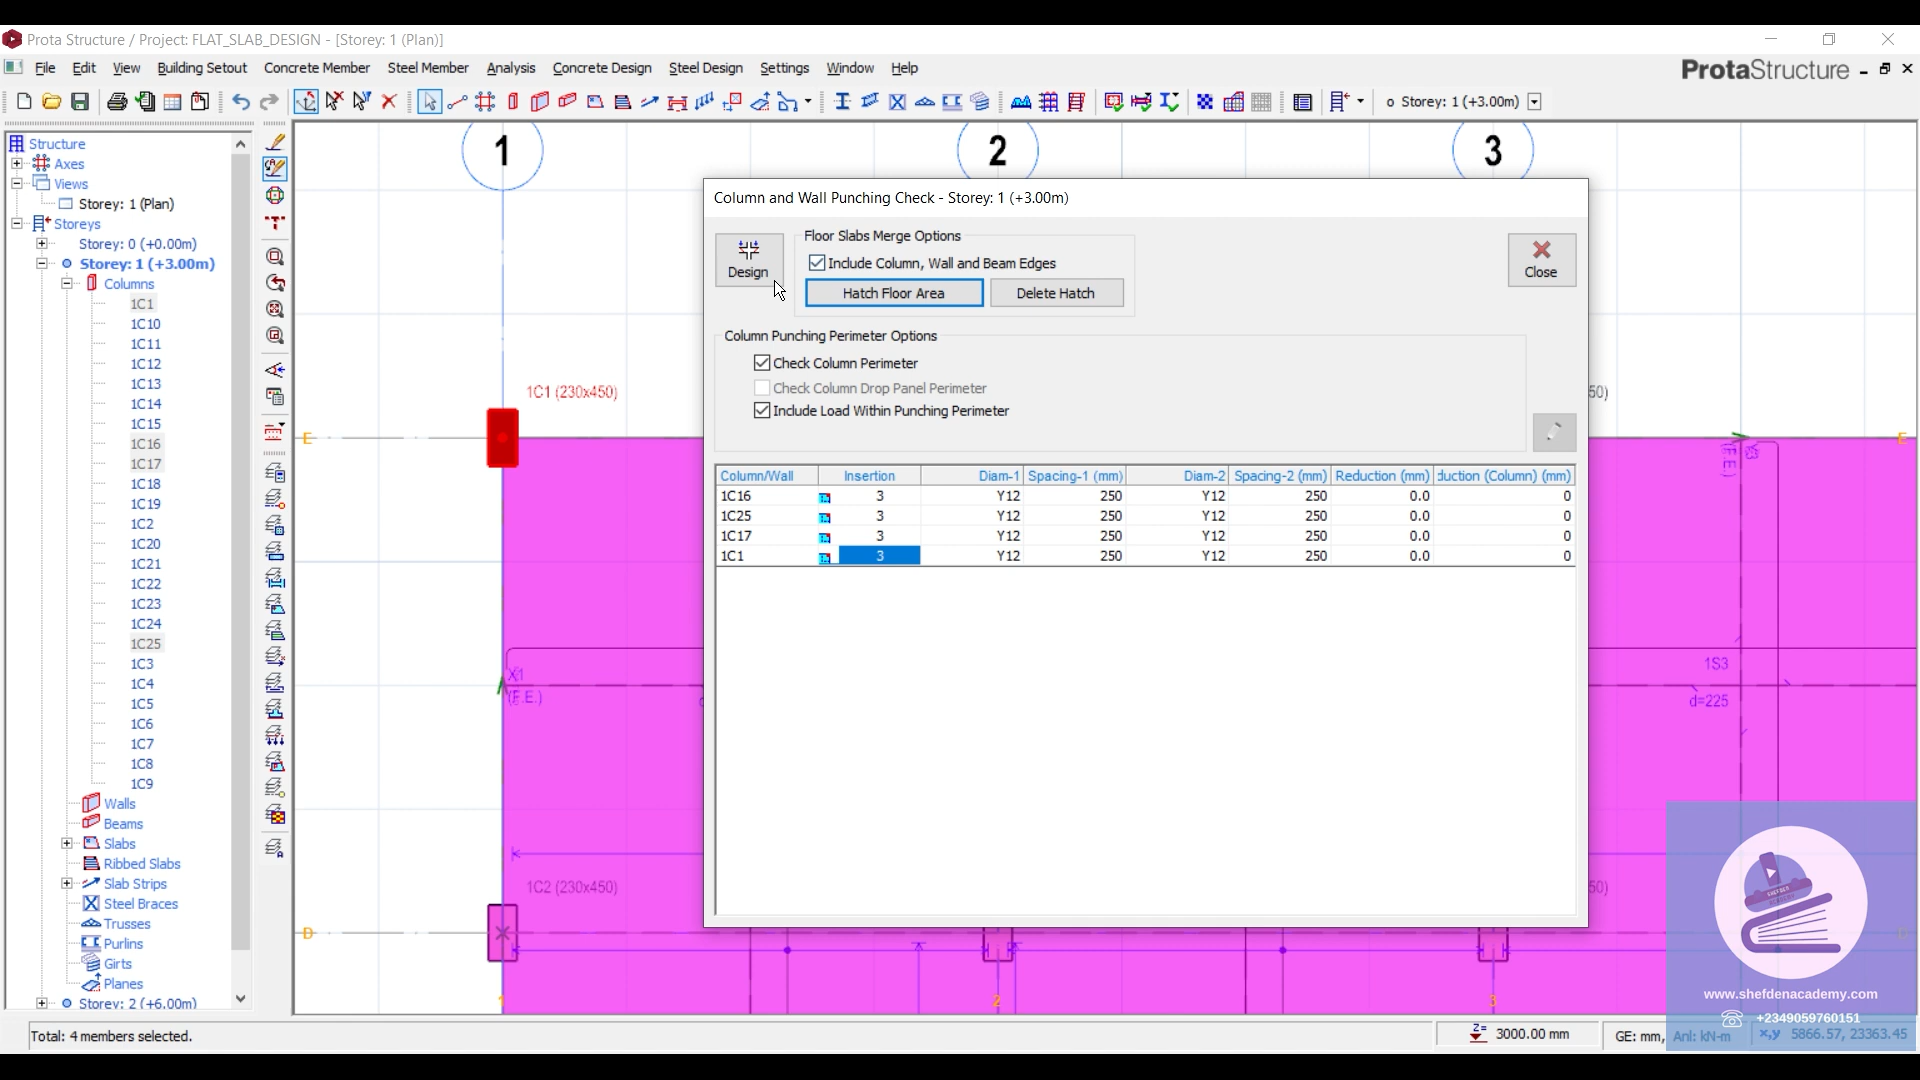 Prota Structure / Project: FLAT_SLAB_DESIGN - [Storey: 1 (Plan)]
File Edit View Building Setout Concrete Member Steel Member Analysis Concrete Design Steel Design Settings Window Help
ProtaStructure
o Storey: 1 (+3.00m)
Structure
Axes
Views
Storey: 1 (Plan)
Storeys
Storey: 0 (+0.00m)
Storey: 1 (+3.00m)
Columns
1C1
1C10
1C11
1C12
1C13
1C14
1C15
1C16
1C17
1C18
1C19
1C2
1C20
1C21
1C22
1C23
1C24
1C25
1C3
1C4
1C5
1C6
1C7
1C8
1C9
Walls
Beams
Slabs
Ribbed Slabs
Slab Strips
Steel Braces
Trusses
Purlins
Girts
Planes
Storey: 2 (+6.00m)
1 2 3
1C1 (230x450)
50)
E
E
X1
(F.E.)
(F.E.)
1S3
d=225
1C2 (230x450)
50)
D
1 2 3
Column and Wall Punching Check - Storey: 1 (+3.00m)
Design
Floor Slabs Merge Options
Include Column, Wall and Beam Edges
Hatch Floor Area Delete Hatch
Close
Column Punching Perimeter Options
Check Column Perimeter
Check Column Drop Panel Perimeter
Include Load Within Punching Perimeter
Column/Wall Insertion Diam-1 Spacing-1 (mm) Diam-2 Spacing-2 (mm) Reduction (mm) duction (Column) (mm)
1C16 3 Y12 250 Y12 250 0.0 0
1C25 3 Y12 250 Y12 250 0.0 0
1C17 3 Y12 250 Y12 250 0.0 0
1C1 3 Y12 250 Y12 250 0.0 0
SHEFDEN
www.shefdenacademy.com
+2349059760151
Total: 4 members selected.
Z= 3000.00 mm
GE: mm, Anl: kN-m
x,y 5866.57, 23363.45